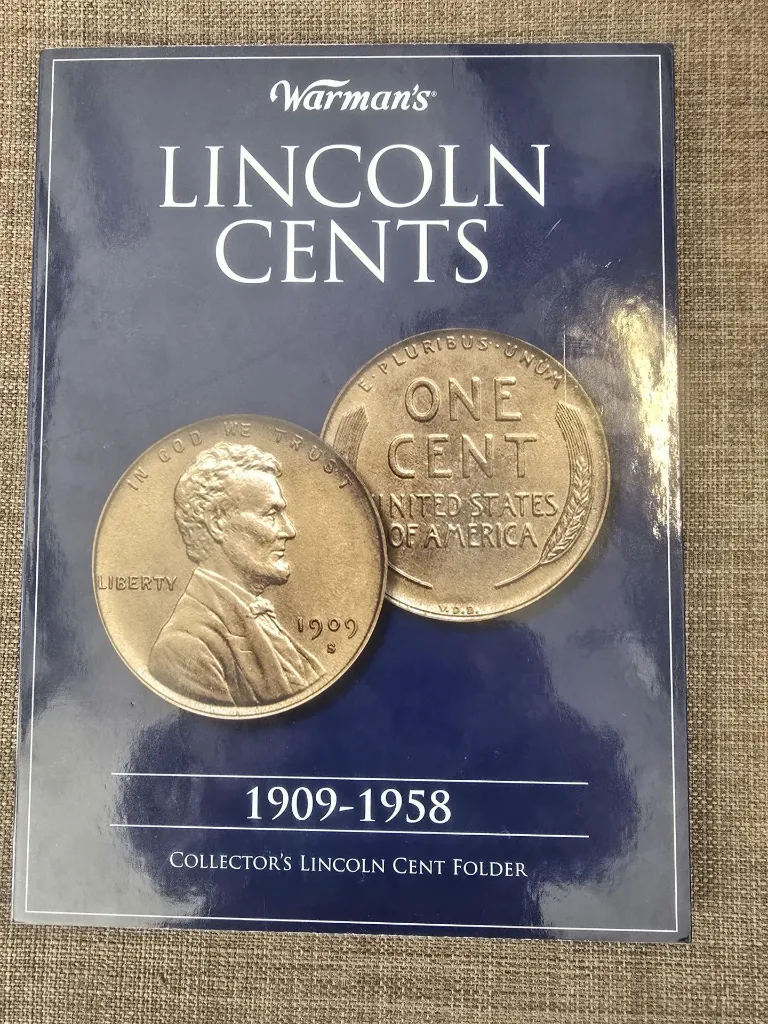 Warman's®
LINCOLN
CENTS
E·PLURIBUS·UNUM
ONE
CENT
UNITED STATES
OF AMERICA
V.D.B.
IN GOD WE TRUST
LIBERTY
1909
S
1909-1958
COLLECTOR'S LINCOLN CENT FOLDER